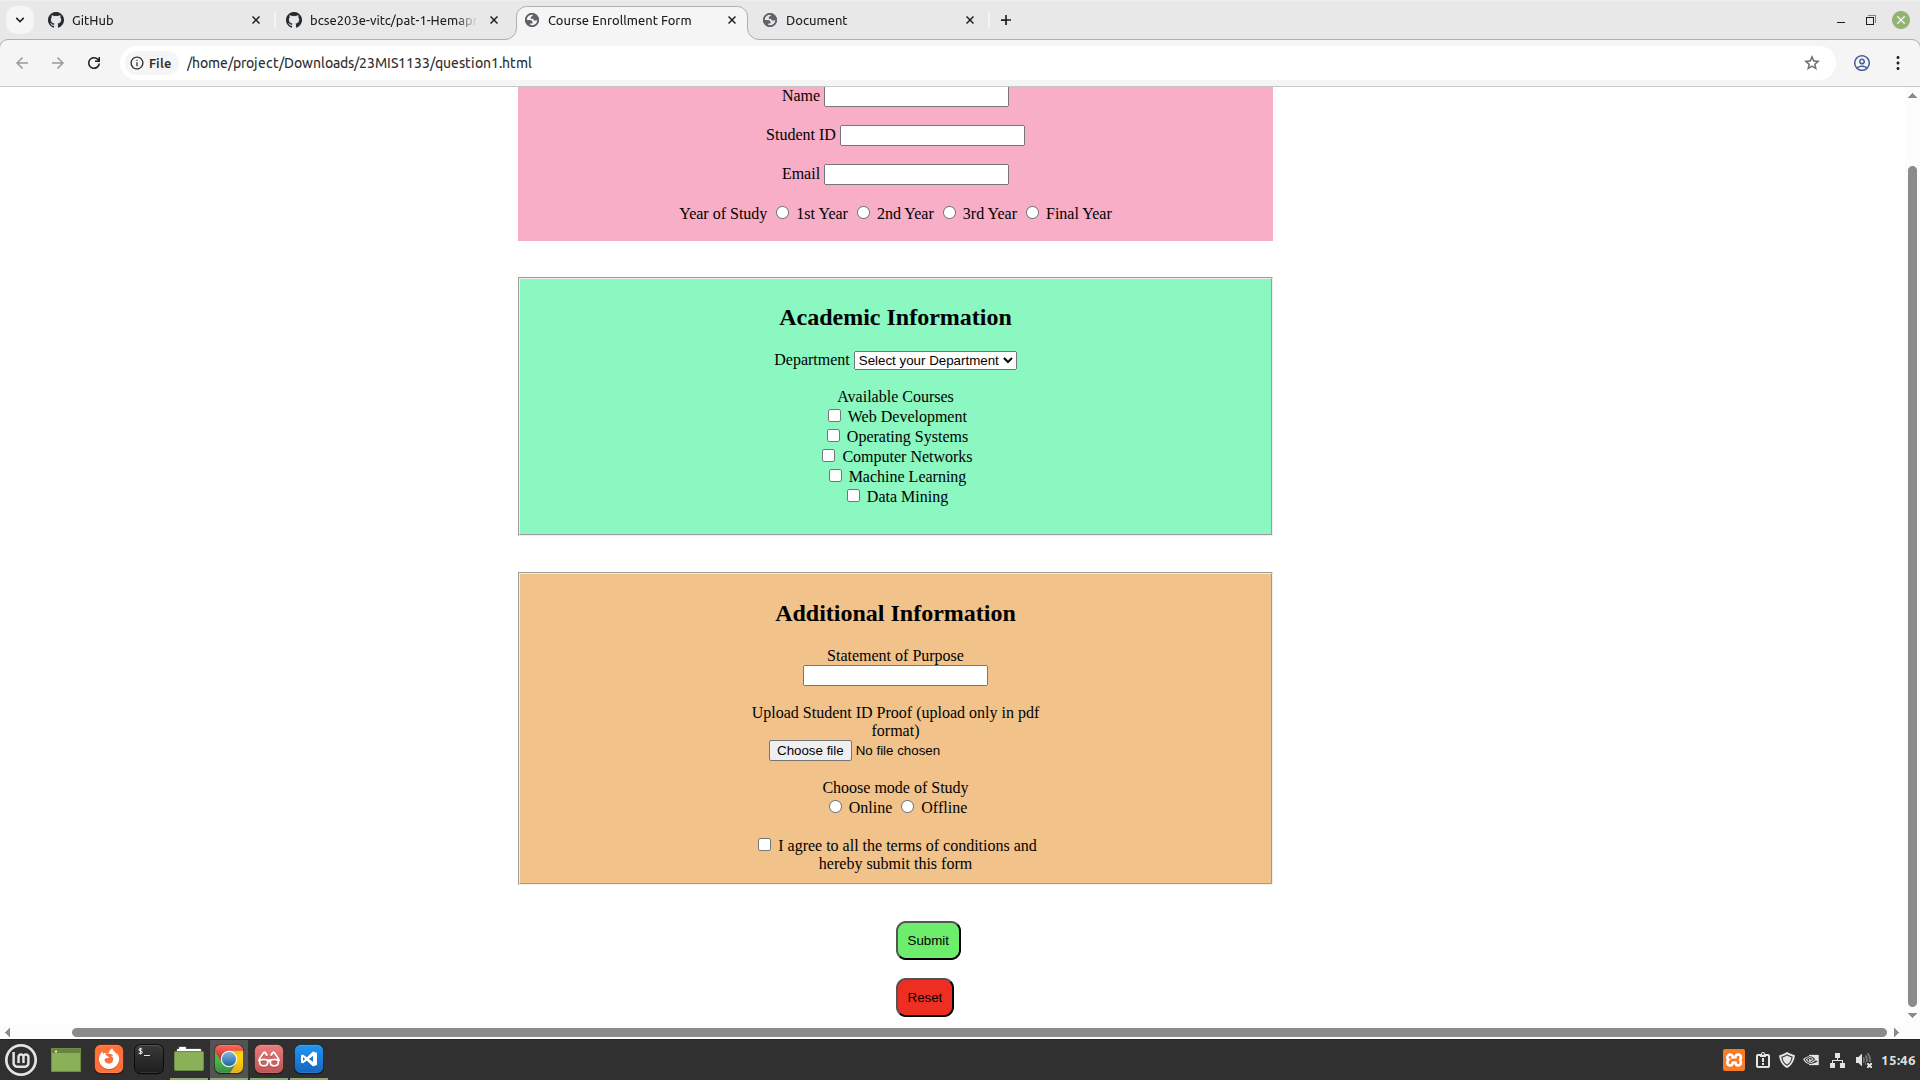 GitHub
bcse203e-vitc/pat-1-Hemap
Course Enrollment Form
Document
File
/home/project/Downloads/23MIS1133/question1.html
Name
Student ID
Email
Year of Study 1st Year 2nd Year 3rd Year Final Year
Academic Information
Department Select your Department
Available Courses
Web Development
Operating Systems
Computer Networks
Machine Learning
Data Mining
Additional Information
Statement of Purpose
Upload Student ID Proof (upload only in pdf
format)
Choose file No file chosen
Choose mode of Study
Online Offline
I agree to all the terms of conditions and
hereby submit this form
Submit
Reset
15:46